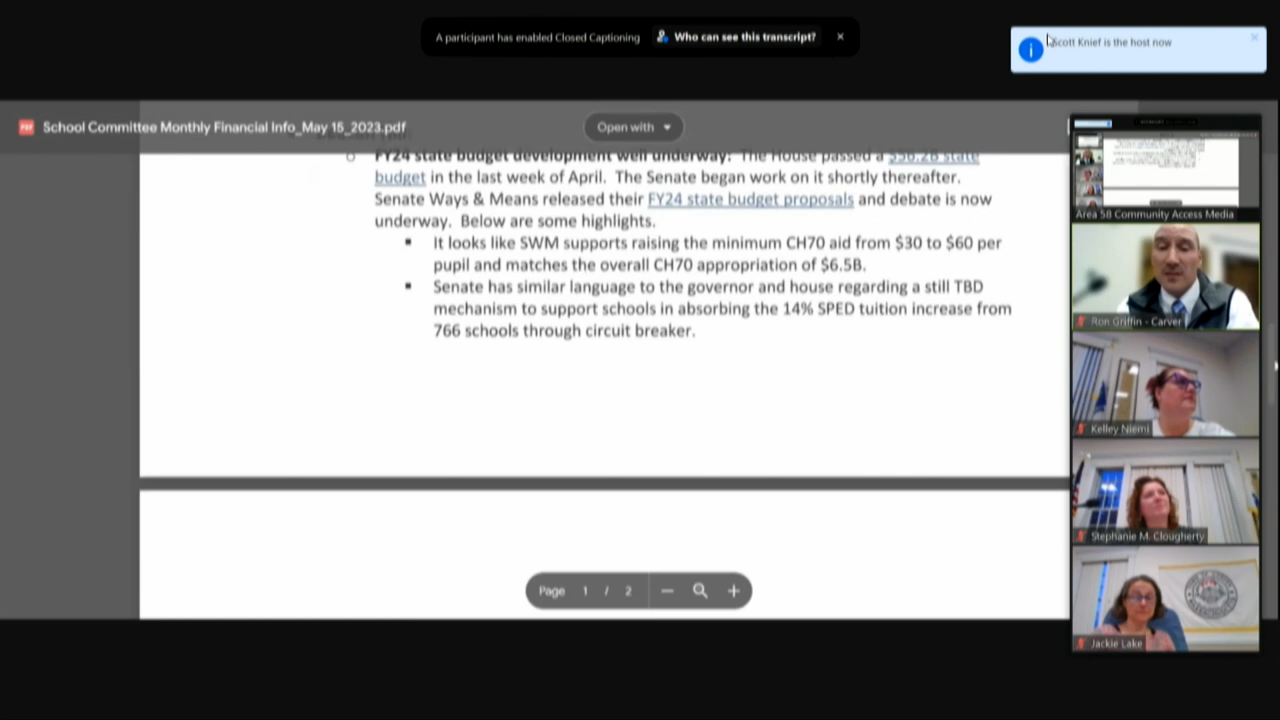 A participant has enabled Closed Captioning Who can see this transcript?
Scott Knief is the host now
School Committee Monthly Financial Info_May 15_2023.pdf
Open with
FY24 state budget development well underway: The House passed a $56.2B state
budget in the last week of April. The Senate began work on it shortly thereafter.
Senate Ways & Means released their FY24 state budget proposals and debate is now
underway. Below are some highlights.
It looks like SWM supports raising the minimum CH70 aid from $30 to $60 per
pupil and matches the overall CH70 appropriation of $6.5B.
Senate has similar language to the governor and house regarding a still TBD
mechanism to support schools in absorbing the 14% SPED tuition increase from
766 schools through circuit breaker.
Page 1 / 2
Area 58 Community Access Media
Ron Griffin - Carver
Kelley Niemi
Stephanie M. Clougherty
Jackie Lake